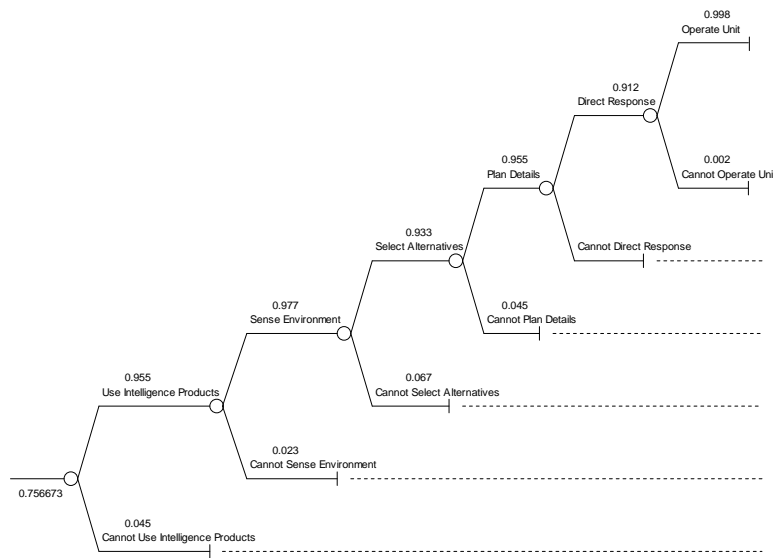 0.998
Operate Unit
0.912
Direct Response
0.955
Plan Details
0.002
Cannot Operate Uni
0.933
Select Alternatives
Cannot Direct Response
0.977
Sense Environment
0.045
Cannot Plan Details
0.955
Use Intelligence Products
0.067
Cannot Select Alternatives
0.023
Cannot Sense Environment
0.756673
0.045
Cannot Use Intelligence Products